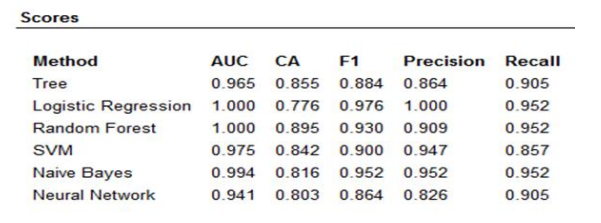 Scores
Method AUC CA F1 Precision Recall
Tree 0.965 0.855 0.884 0.864 0.905
Logistic Regression 1.000 0.776 0.976 1.000 0.952
Random Forest 1.000 0.895 0.930 0.909 0.952
SVM 0.975 0.842 0.900 0.947 0.857
Naive Bayes 0.994 0.816 0.952 0.952 0.952
Neural Network 0.941 0.803 0.864 0.826 0.905